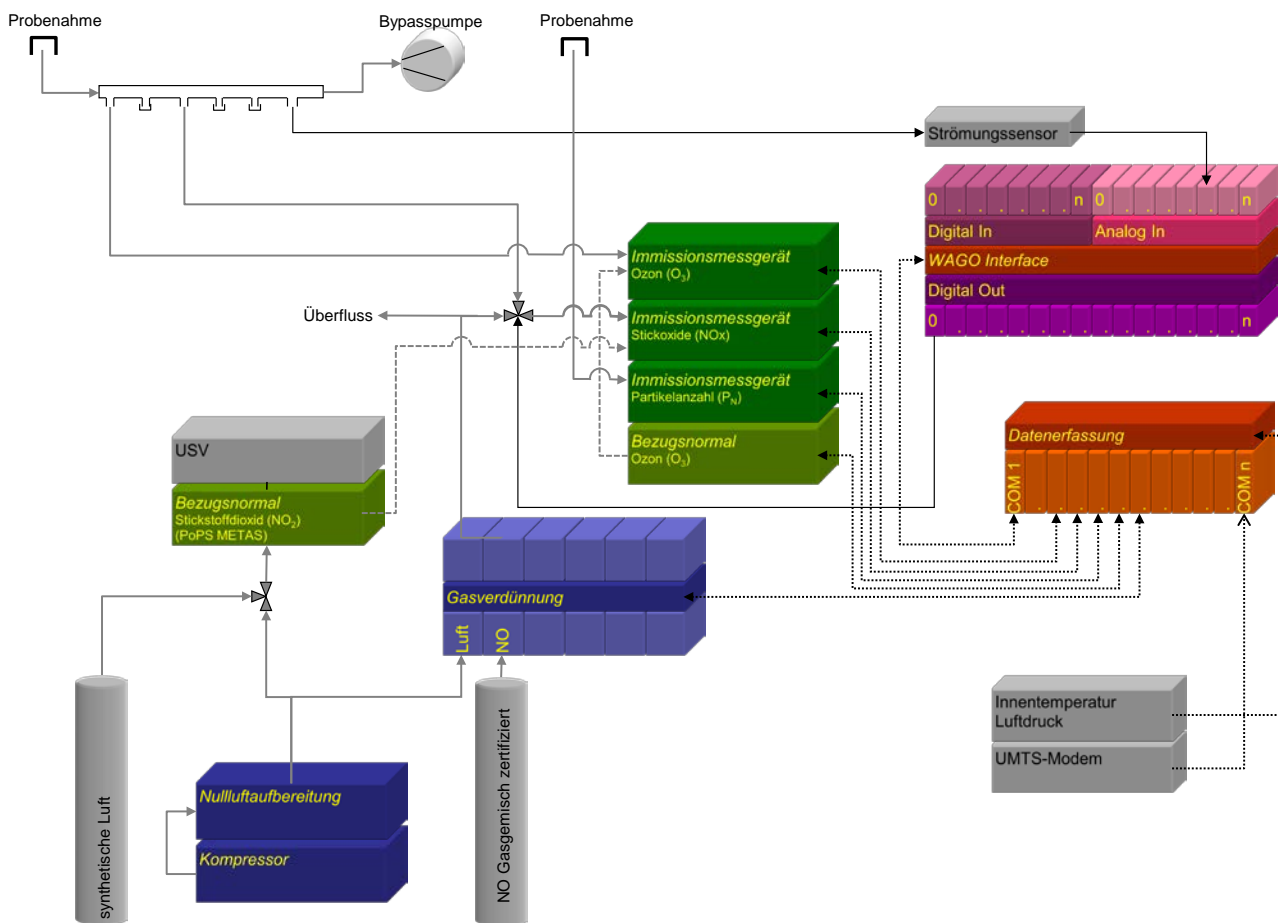 Probenahme
Bypasspumpe
Probenahme
Strömungssensor
0 . . . . . . n
0 . . . . . . n
Digital In
Analog In
WAGO Interface
Digital Out
0 . . . . . . . . . . . . . . . n
Immissionsmessgerät
Ozon (O3)
Überfluss
Immissionsmessgerät
Stickoxide (NOx)
Immissionsmessgerät
Partikelanzahl (PN)
Bezugsnormal
Ozon (O3)
USV
Bezugsnormal
Stickstoffdioxid (NO2)
(PoPS METAS)
Datenerfassung
COM 1 . . . . . . . . . . COM n
Gasverdünnung
Luft
NO
Innentemperatur
Luftdruck
UMTS-Modem
Nullluftaufbereitung
Kompressor
synthetische Luft
NO Gasgemisch zertifiziert